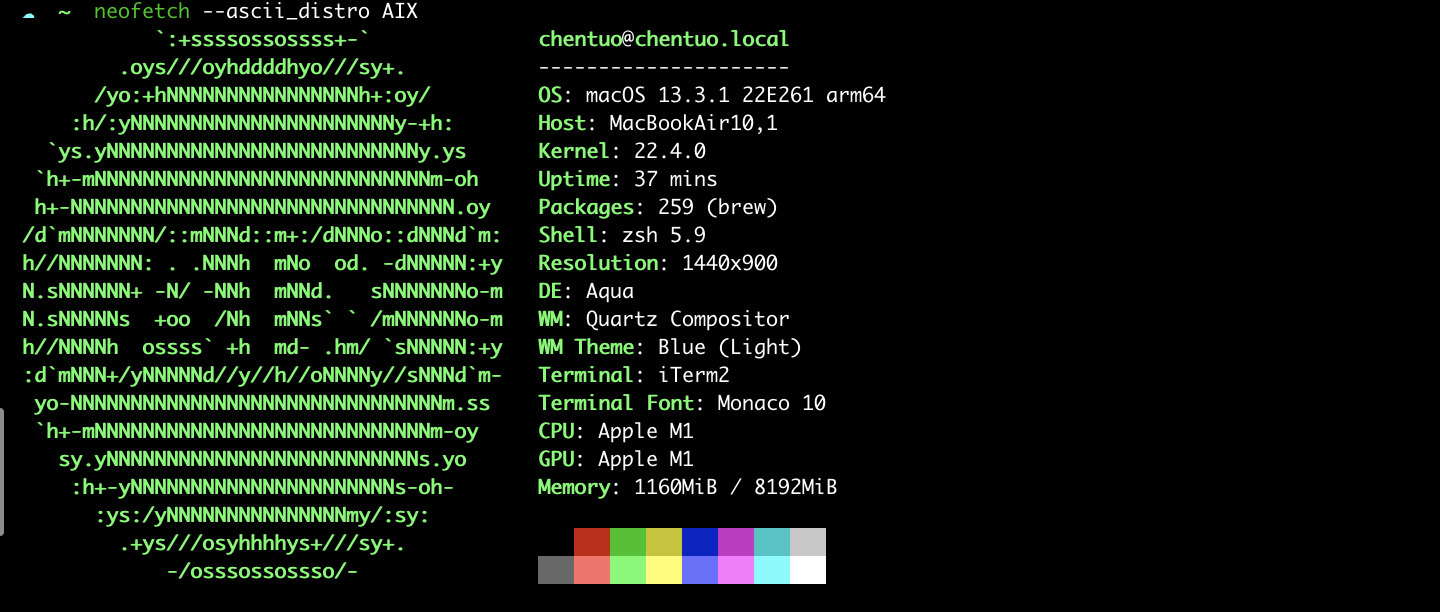 ☁ ~ neofetch --ascii_distro AIX
           `:+ssssossossss+-`              chentuo@chentuo.local
        .oys///oyhddddhyo///sy+.           ---------------------
      /yo:+hNNNNNNNNNNNNNNNNh+:oy/         OS: macOS 13.3.1 22E261 arm64
    :h/:yNNNNNNNNNNNNNNNNNNNNNNy-+h:       Host: MacBookAir10,1
  `ys.yNNNNNNNNNNNNNNNNNNNNNNNNNNy.ys      Kernel: 22.4.0
 `h+-mNNNNNNNNNNNNNNNNNNNNNNNNNNNNm-oh     Uptime: 37 mins
 h+-NNNNNNNNNNNNNNNNNNNNNNNNNNNNNNNN.oy    Packages: 259 (brew)
/d`mNNNNNNN/::mNNNd::m+:/dNNNo::dNNNd`m:   Shell: zsh 5.9
h//NNNNNNN: . .NNNh  mNo  od. -dNNNNN:+y   Resolution: 1440x900
N.sNNNNNN+ -N/ -NNh  mNNd.   sNNNNNNNo-m   DE: Aqua
N.sNNNNNs  +oo  /Nh  mNNs` ` /mNNNNNNo-m   WM: Quartz Compositor
h//NNNNh  ossss` +h  md- .hm/ `sNNNNN:+y   WM Theme: Blue (Light)
:d`mNNN+/yNNNNNd//y//h//oNNNNy//sNNNd`m-   Terminal: iTerm2
 yo-NNNNNNNNNNNNNNNNNNNNNNNNNNNNNNNm.ss    Terminal Font: Monaco 10
 `h+-mNNNNNNNNNNNNNNNNNNNNNNNNNNNNm-oy     CPU: Apple M1
   sy.yNNNNNNNNNNNNNNNNNNNNNNNNNNs.yo      GPU: Apple M1
    :h+-yNNNNNNNNNNNNNNNNNNNNNNs-oh-       Memory: 1160MiB / 8192MiB
      :ys:/yNNNNNNNNNNNNNNNmy/:sy:
        .+ys///osyhhhhys+///sy+.
            -/osssossossso/-